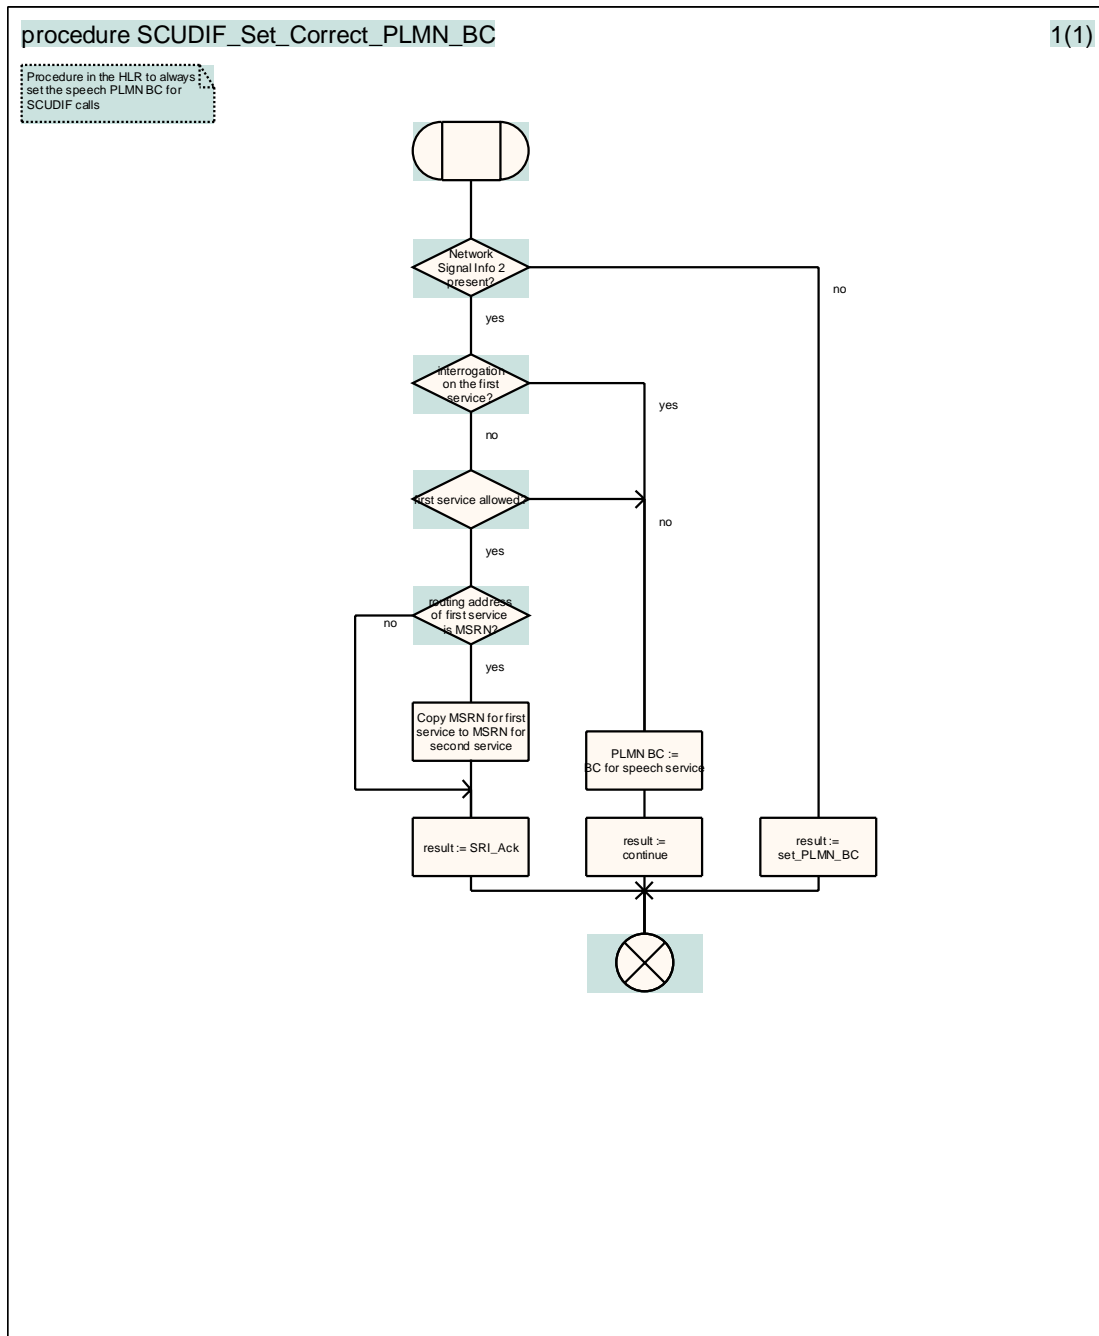 procedure SCUDIF_Set_Correct_PLMN_BC
1(1)
Procedure in the HLR to always
set the speech PLMN BC for
SCUDIF calls
Network
Signal Info 2
present?
no
yes
interrogation
on the first
service?
yes
no
first service allowed?
no
yes
routing address
of first service
is MSRN?
no
yes
Copy MSRN for first
service to MSRN for
second service
PLMN BC :=
BC for speech service
result := SRI_Ack
result :=
continue
result :=
set_PLMN_BC